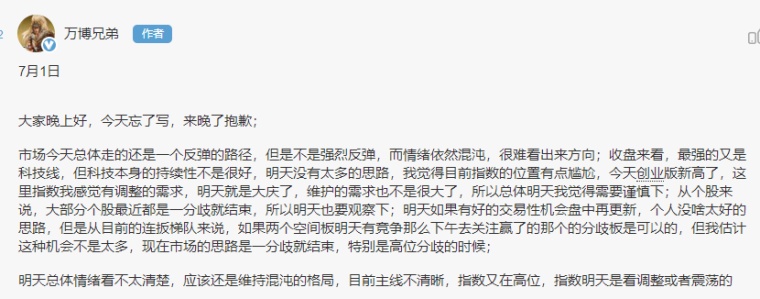 万博兄弟 作者
7月1日
大家晚上好，今天忘了写，来晚了抱歉；
市场今天总体走的还是一个反弹的路径，但是不是强烈反弹，而情绪依然混沌，很难看出来方向；收盘来看，最强的又是
科技线，但科技本身的持续性不是很好，明天没有太多的思路，我觉得目前指数的位置有点尴尬，今天创业版新高了，这
里指数我感觉有调整的需求，明天就是大庆了，维护的需求也不是很大了，所以总体明天我觉得需要谨慎下；从个股来
说，大部分个股最近都是一分歧就结束，所以明天也要观察下；明天如果有好的交易性机会盘中再更新，个人没啥太好的
思路，但是从目前的连扳梯队来说，如果两个空间板明天有竞争那么下午去关注赢了的那个的分歧板是可以的，但我估计
这种机会不是太多，现在市场的思路是一分歧就结束，特别是高位分歧的时候；
明天总体情绪看不太清楚，应该还是维持混沌的格局，目前主线不清晰，指数又在高位，指数明是看调整或者震荡的